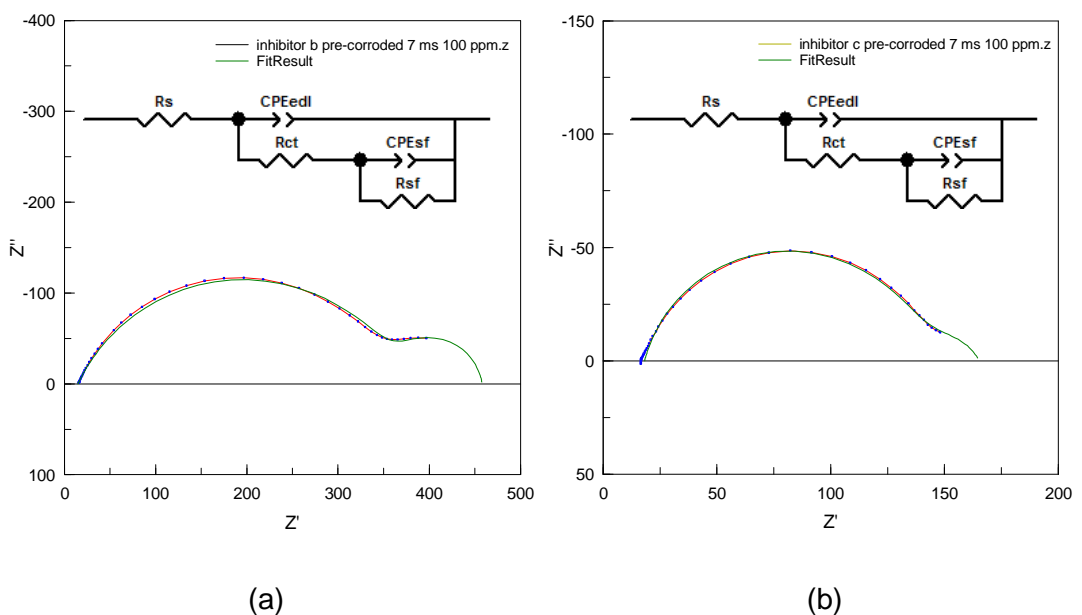 -400
inhibitor b pre-corroded 7 ms 100 ppm.z
FitResult
-300
Rs
CPEedl
Rct
CPEsf
Rsf
-200
Z''
-100
0
100
0
100
200
300
400
500
Z'
(a)
-150
inhibitor c pre-corroded 7 ms 100 ppm.z
FitResult
-100
Rs
CPEedl
Rct
CPEsf
Rsf
-50
Z''
0
50
0
50
100
150
200
Z'
(b)